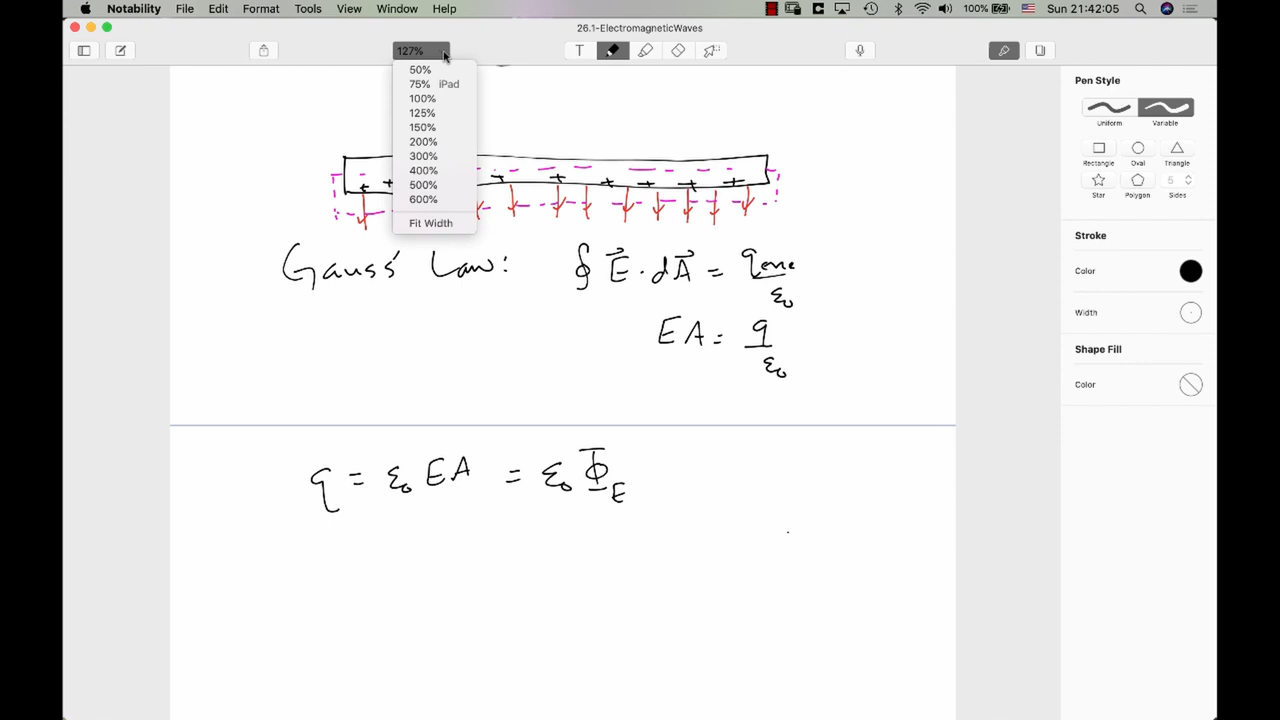 Notability File Edit Format Tools View Window Help 100% Sun 21:42:05
26.1-ElectromagneticWaves
127%
T
50%
75% iPad
100%
125%
150%
200%
300%
400%
500%
600%
Fit Width
Pen Style
Uniform Variable
Rectangle Oval Triangle
5
Star Polygon Sides
Stroke
Color
Width
Shape Fill
Color
+ + + + + + + +
Gauss' Law: ∮ E⃗ · dA⃗ = qenc/ε₀
EA = q/ε₀
q = ε₀ EA = ε₀ Φ_E